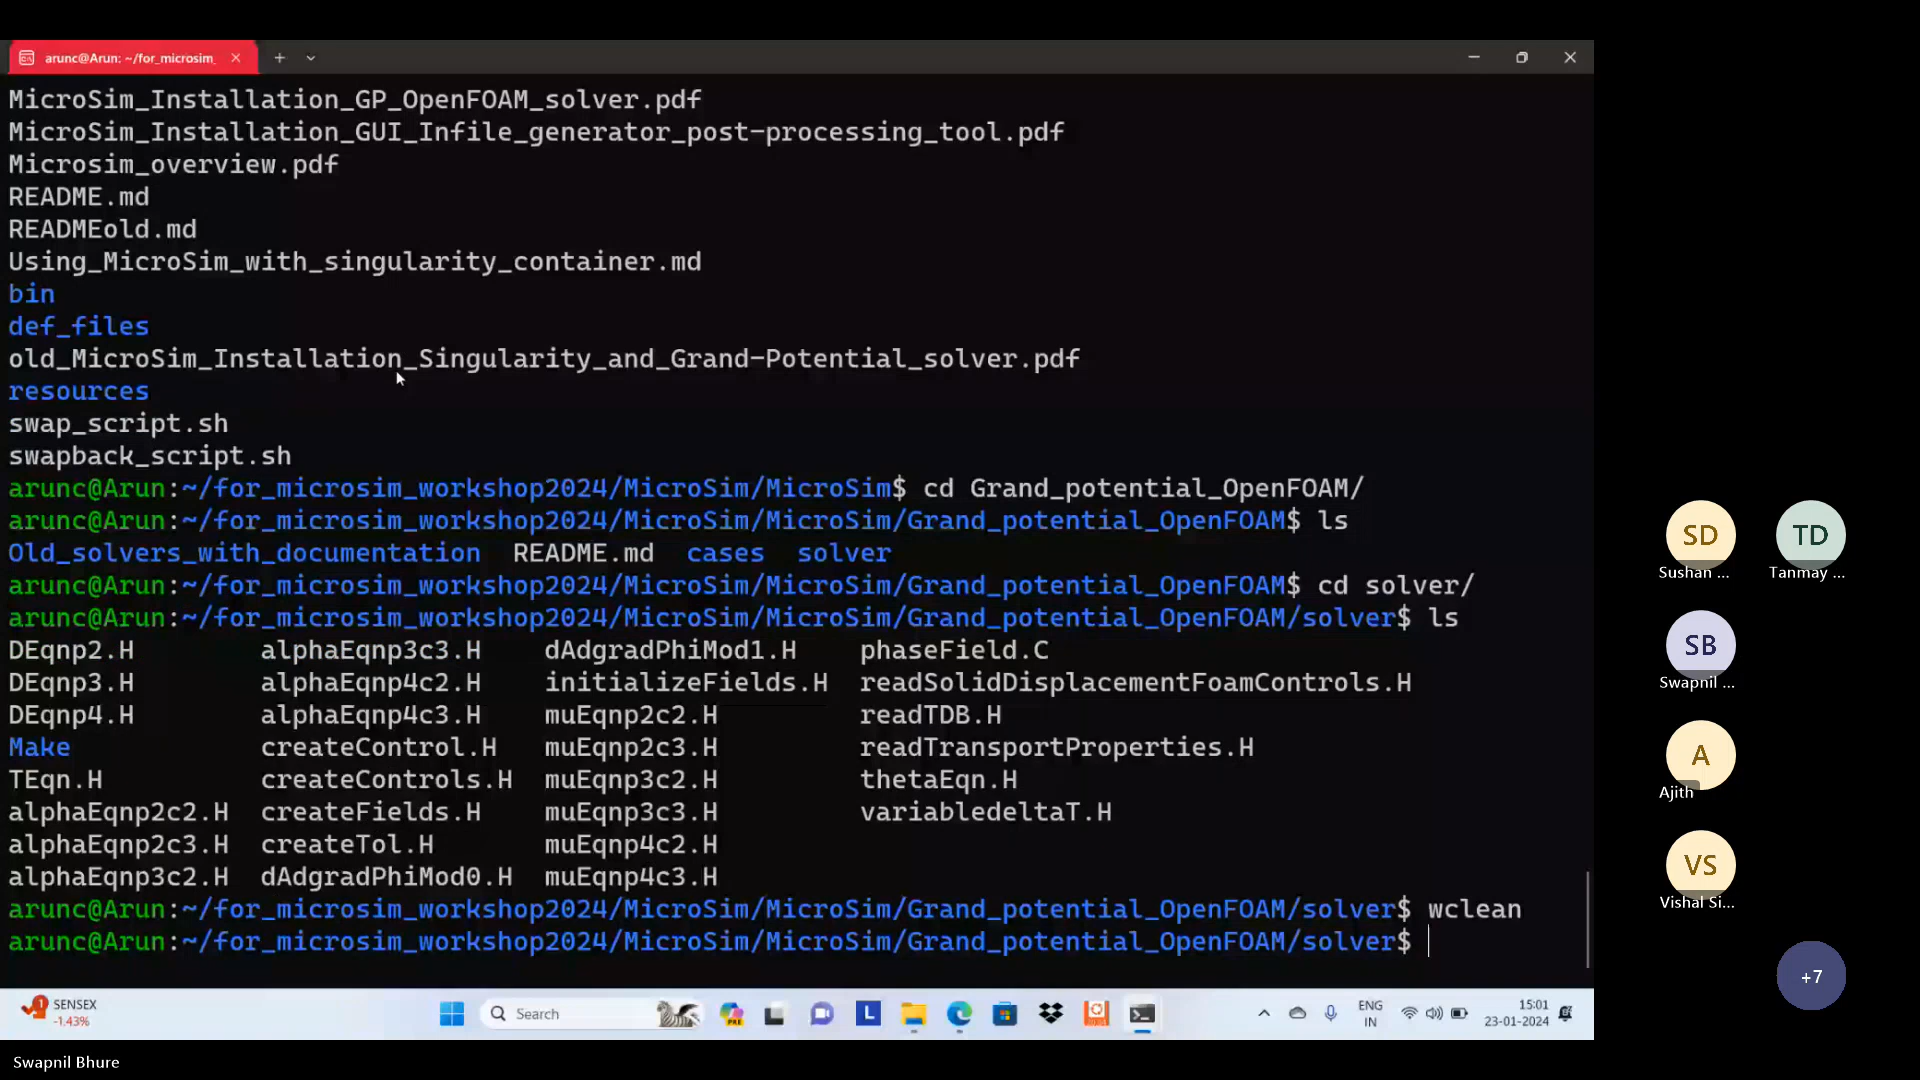 arunc@Arun: ~/for_microsim_
MicroSim_Installation_GP_OpenFOAM_solver.pdf
MicroSim_Installation_GUI_Infile_generator_post-processing_tool.pdf
Microsim_overview.pdf
README.md
READMEold.md
Using_MicroSim_with_singularity_container.md
bin
def_files
old_MicroSim_Installation_Singularity_and_Grand-Potential_solver.pdf
resources
swap_script.sh
swapback_script.sh
arunc@Arun:~/for_microsim_workshop2024/MicroSim/MicroSim$ cd Grand_potential_OpenFOAM/
arunc@Arun:~/for_microsim_workshop2024/MicroSim/MicroSim/Grand_potential_OpenFOAM$ ls
Old_solvers_with_documentation README.md cases solver
arunc@Arun:~/for_microsim_workshop2024/MicroSim/MicroSim/Grand_potential_OpenFOAM$ cd solver/
arunc@Arun:~/for_microsim_workshop2024/MicroSim/MicroSim/Grand_potential_OpenFOAM/solver$ ls
DEqnp2.H alphaEqnp3c3.H dAdgradPhiMod1.H phaseField.C
DEqnp3.H alphaEqnp4c2.H initializeFields.H readSolidDisplacementFoamControls.H
DEqnp4.H alphaEqnp4c3.H muEqnp2c2.H readTDB.H
Make createControl.H muEqnp2c3.H readTransportProperties.H
TEqn.H createControls.H muEqnp3c2.H thetaEqn.H
alphaEqnp2c2.H createFields.H muEqnp3c3.H variabledeltaT.H
alphaEqnp2c3.H createTol.H muEqnp4c2.H
alphaEqnp3c2.H dAdgradPhiMod0.H muEqnp4c3.H
arunc@Arun:~/for_microsim_workshop2024/MicroSim/MicroSim/Grand_potential_OpenFOAM/solver$ wclean
arunc@Arun:~/for_microsim_workshop2024/MicroSim/MicroSim/Grand_potential_OpenFOAM/solver$
SD
Sushan ...
TD
Tanmay ...
SB
Swapnil ...
A
Ajith
VS
Vishal Si...
+7
1
SENSEX
-1.43%
Search
PRE
L
ENG
IN
15:01
23-01-2024
Swapnil Bhure